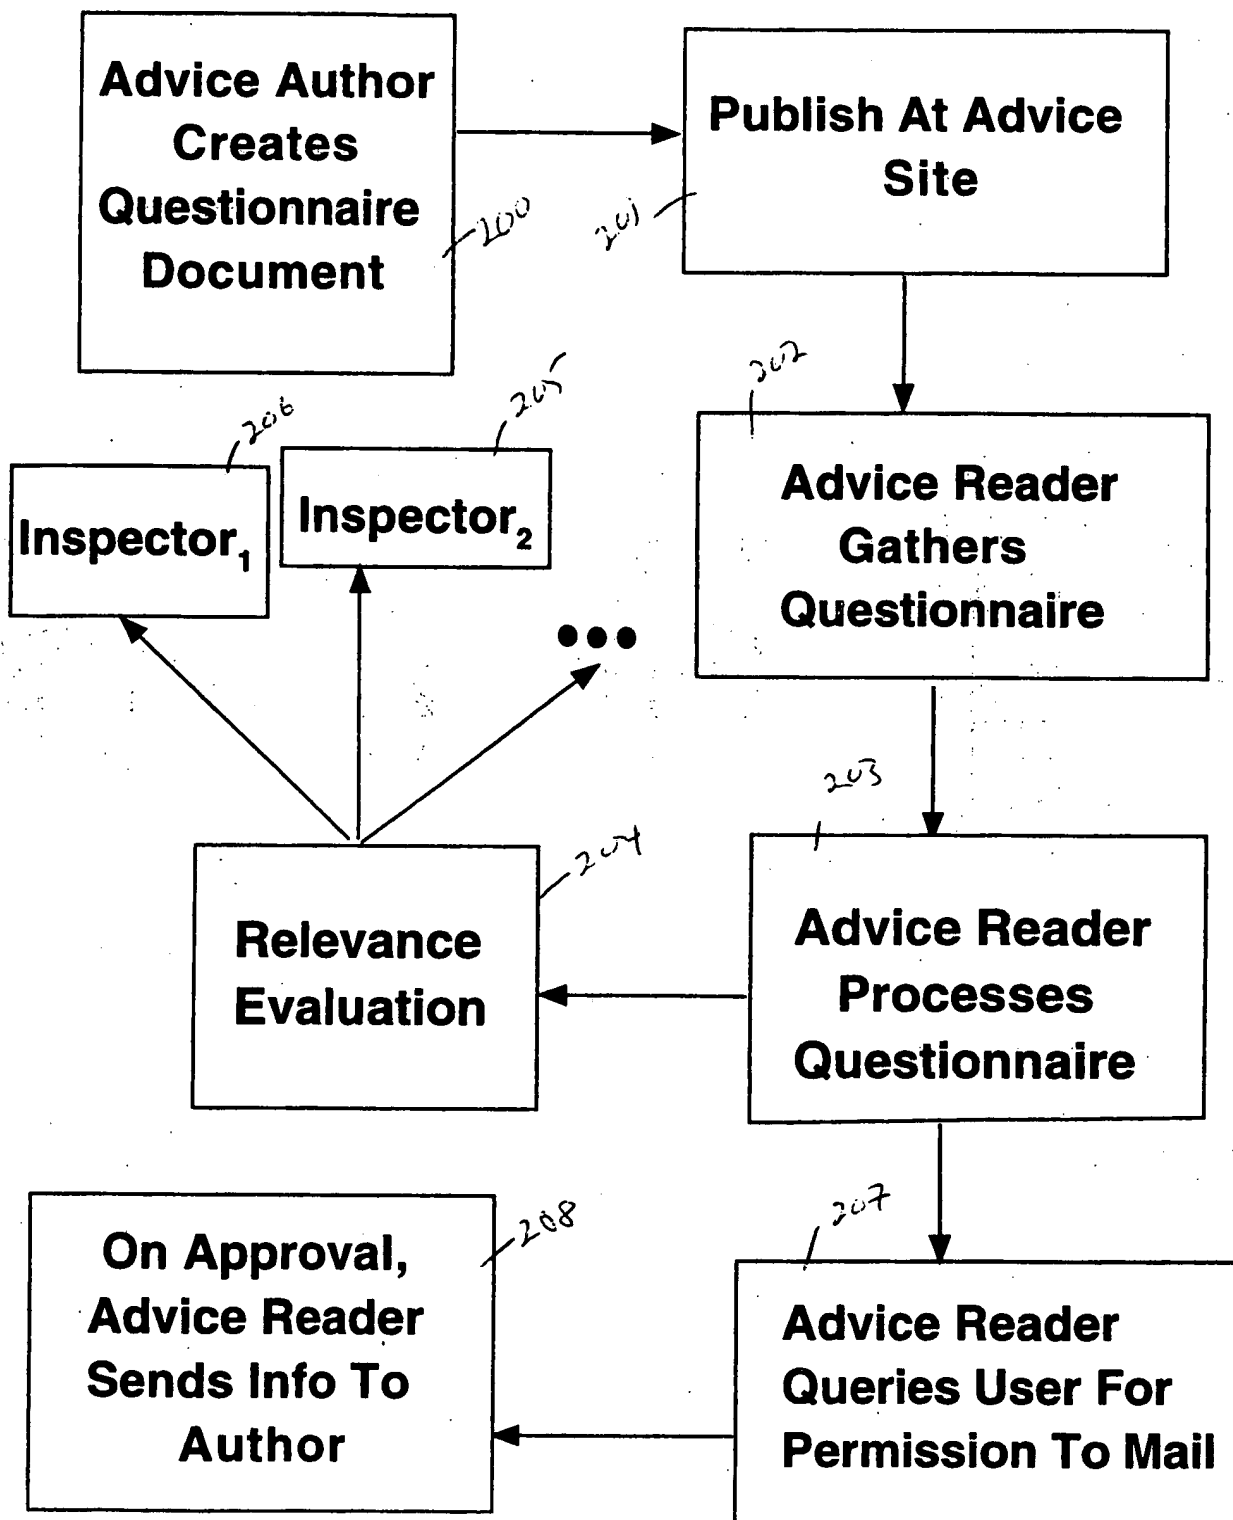 Advice Author
Creates
Questionnaire
Document
200
Publish At Advice
Site
201
202
Advice Reader
Gathers
Questionnaire
206
Inspector₁
205
Inspector₂
•••
203
Advice Reader
Processes
Questionnaire
204
Relevance
Evaluation
207
Advice Reader
Queries User For
Permission To Mail
208
On Approval,
Advice Reader
Sends Info To
Author